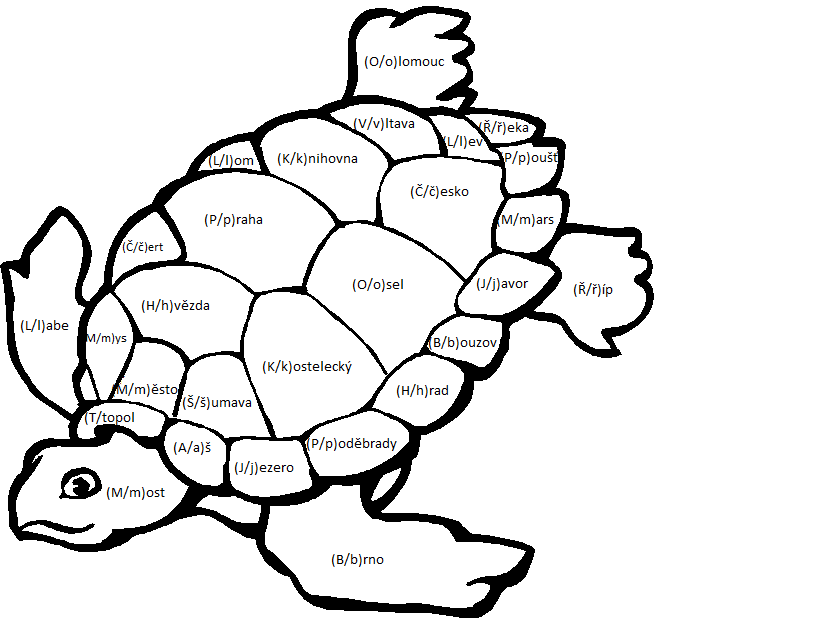 (O/o)lomouc
(V/v)ltava
(Ř/ř)eka
(L/l)ev
(L/l)om
(K/k)nihovna
P/p)oušť
(Č/č)esko
(P/p)raha
(M/m)ars
(Č/č)ert
(O/o)sel
(J/j)avor
(Ř/ř)íp
(H/h)vězda
(L/l)abe
M/m)ys
(B/b)ouzov
(K/k)ostelecký
(M/m)ěsto
(Š/š)umava
(H/h)rad
(T/topol
(A/a)š
(P/p)oděbrady
(J/j)ezero
(M/m)ost
(B/b)rno